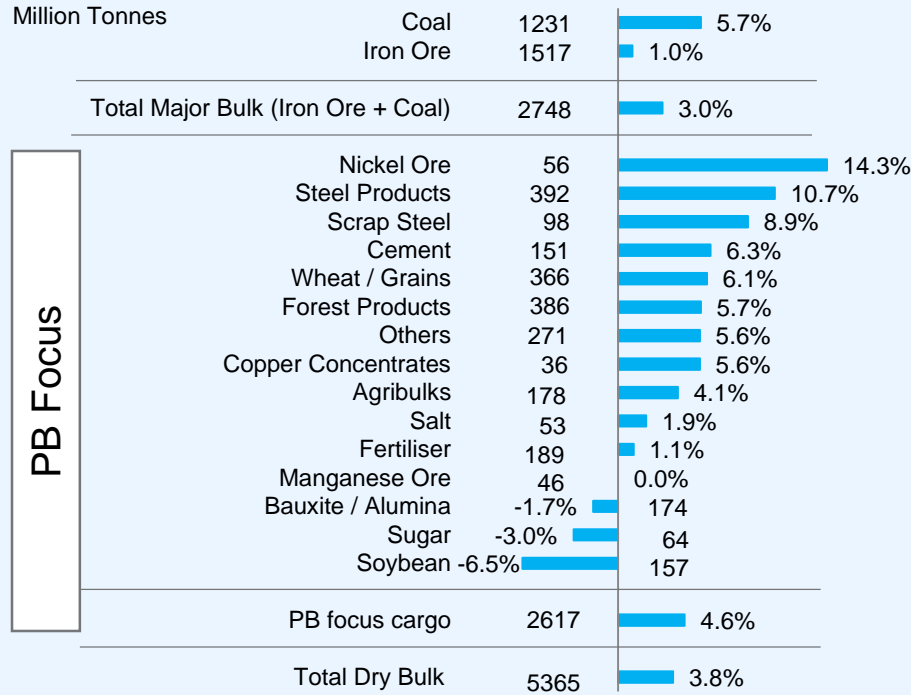 Million Tonnes
Coal 1231 5.7%
Iron Ore 1517 1.0%
Total Major Bulk (Iron Ore + Coal) 2748 3.0%
PB Focus
Nickel Ore 56 14.3%
Steel Products 392 10.7%
Scrap Steel 98 8.9%
Cement 151 6.3%
Wheat / Grains 366 6.1%
Forest Products 386 5.7%
Others 271 5.6%
Copper Concentrates 36 5.6%
Agribulks 178 4.1%
Salt 53 1.9%
Fertiliser 189 1.1%
Manganese Ore 46 0.0%
Bauxite / Alumina -1.7% 174
Sugar -3.0% 64
Soybean -6.5% 157
PB focus cargo 2617 4.6%
Total Dry Bulk 5365 3.8%